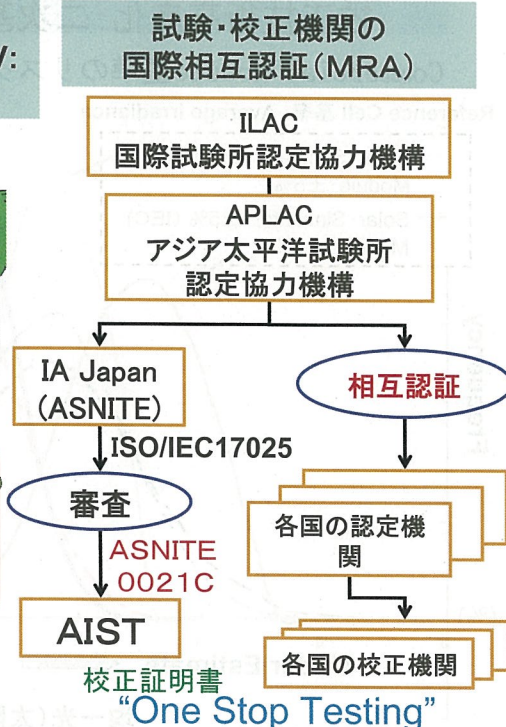 試験・校正機関の
国際相互認証(MRA)
ILAC
国際試験所認定協力機構
APLAC
アジア太平洋試験所
認定協力機構
IA Japan
(ASNITE)
相互認証
ISO/IEC17025
審査
各国の認定機
関
ASNITE
0021C
AIST
各国の校正機関
校正証明書
"One Stop Testing"